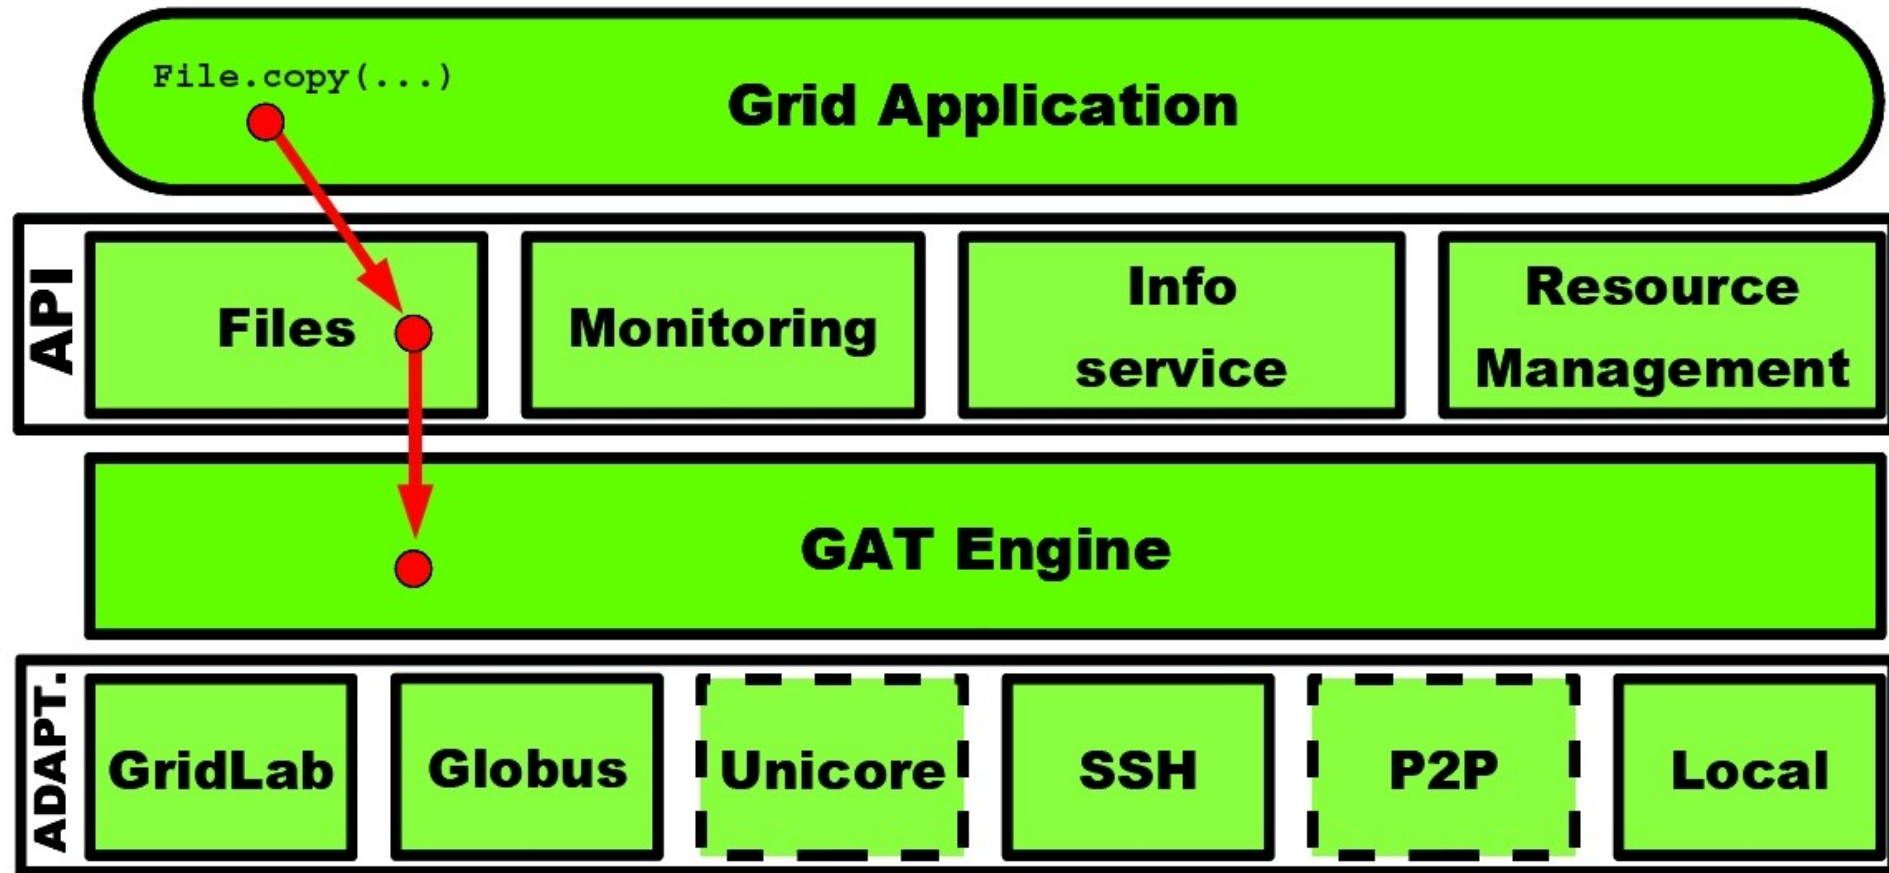 File.copy(...)
Grid Application
API
Files
Monitoring
Info
service
Resource
Management
GAT Engine
ADAPT.
GridLab
Globus
Unicore
SSH
P2P
Local